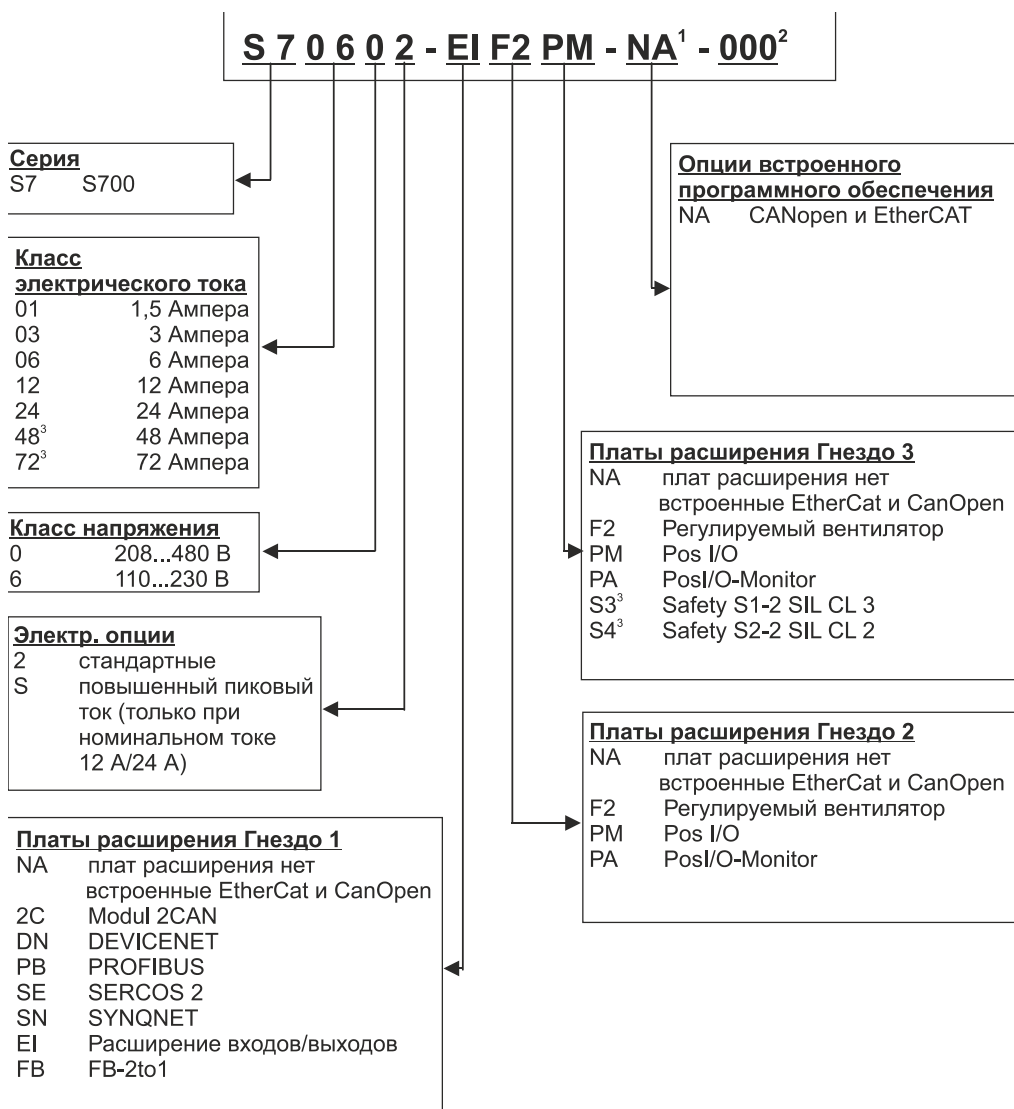 S 7 0 6 0 2 - EI F2 PM - NA¹ - 000²
Серия
S7 S700
Класс
электрического тока
01 1,5 Ампера
03 3 Ампера
06 6 Ампера
12 12 Ампера
24 24 Ампера
48³ 48 Ампера
72³ 72 Ампера
Класс напряжения
0 208...480 В
6 110...230 В
Электр. опции
2 стандартные
S повышенный пиковый
ток (только при
номинальном токе
12 А/24 А)
Платы расширения Гнездо 1
NA плат расширения нет
встроенные EtherCat и CanOpen
2C Modul 2CAN
DN DEVICENET
PB PROFIBUS
SE SERCOS 2
SN SYNQNET
EI Расширение входов/выходов
FB FB-2to1
Опции встроенного
программного обеспечения
NA CANopen и EtherCAT
Платы расширения Гнездо 3
NA плат расширения нет
встроенные EtherCat и CanOpen
F2 Регулируемый вентилятор
PM Pos I/O
PA PosI/O-Monitor
S3³ Safety S1-2 SIL CL 3
S4³ Safety S2-2 SIL CL 2
Платы расширения Гнездо 2
NA плат расширения нет
встроенные EtherCat и CanOpen
F2 Регулируемый вентилятор
PM Pos I/O
PA PosI/O-Monitor